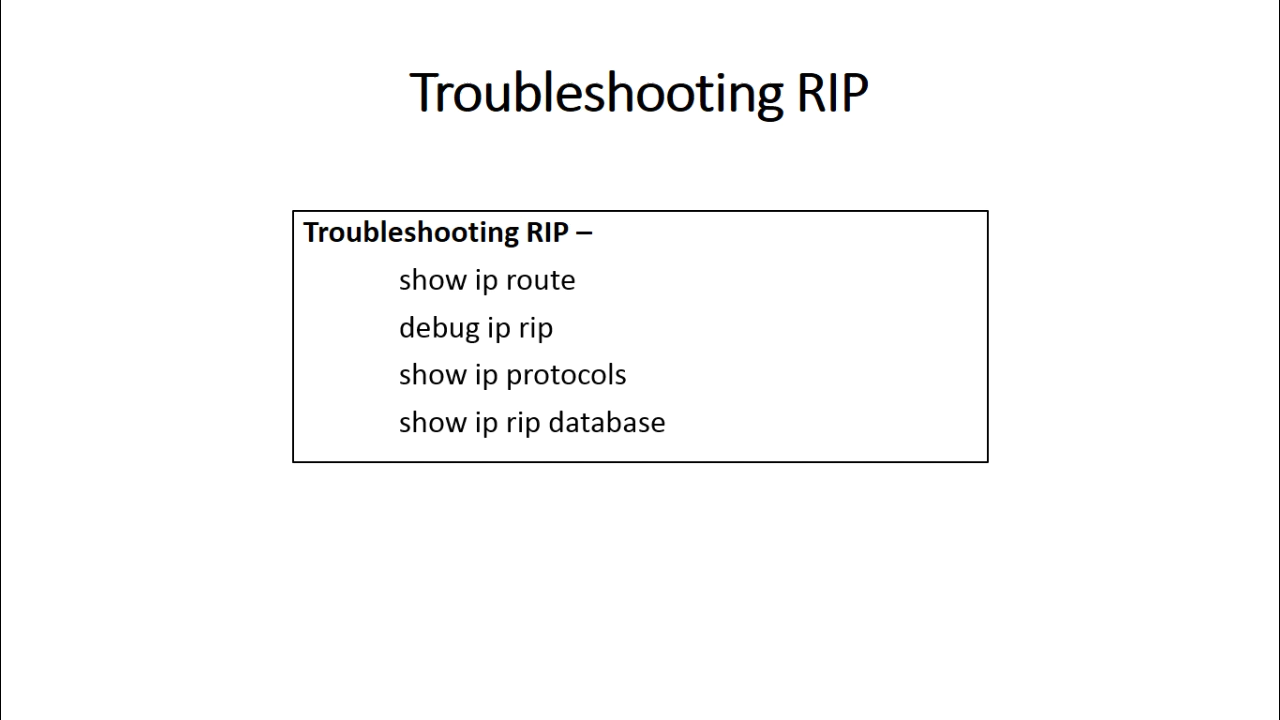 Troubleshooting RIP
Troubleshooting RIP –
show ip route
debug ip rip
show ip protocols
show ip rip database